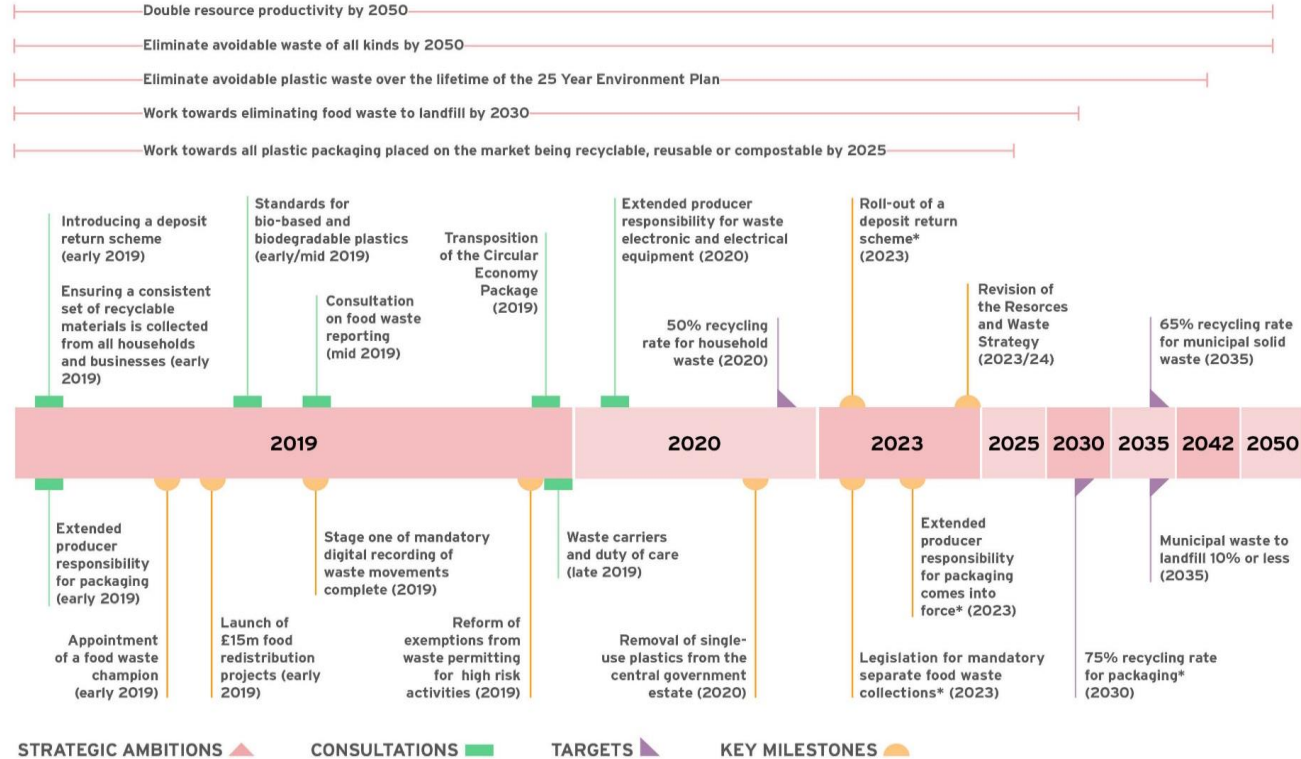 Double resource productivity by 2050
Eliminate avoidable waste of all kinds by 2050
Eliminate avoidable plastic waste over the lifetime of the 25 Year Environment Plan
Work towards eliminating food waste to landfill by 2030
Work towards all plastic packaging placed on the market being recyclable, reusable or compostable by 2025
Introducing a deposit
return scheme
(early 2019)
Ensuring a consistent
set of recyclable
materials is collected
from all households
and businesses (early
2019)
Standards for
bio-based and
biodegradable plastics
(early/mid 2019)
Consultation
on food waste
reporting
(mid 2019)
Transposition
of the Circular
Economy
Package
(2019)
Extended producer
responsibility for waste
electronic and electrical
equipment (2020)
50% recycling
rate for household
waste (2020)
Roll-out of a
deposit return
scheme*
(2023)
Revision of
the Resorces
and Waste
Strategy
(2023/24)
65% recycling rate
for municipal solid
waste (2035)
2019
2020
2023
2025
2030
2035
2042
2050
Extended
producer
responsibility
for packaging
(early 2019)
Appointment
of a food waste
champion
(early 2019)
Launch of
£15m food
redistribution
projects (early
2019)
Stage one of mandatory
digital recording of
waste movements
complete (2019)
Reform of
exemptions from
waste permitting
for high risk
activities (2019)
Waste carriers
and duty of care
(late 2019)
Removal of single-
use plastics from the
central government
estate (2020)
Extended
producer
responsibility
for packaging
comes into
force* (2023)
Legislation for mandatory
separate food waste
collections* (2023)
75% recycling rate
for packaging*
(2030)
Municipal waste to
landfill 10% or less
(2035)
STRATEGIC AMBITIONS
CONSULTATIONS
TARGETS
KEY MILESTONES